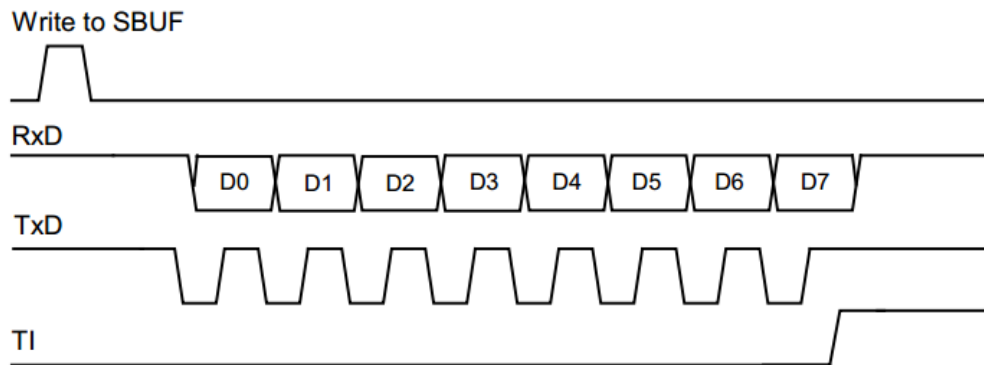 Write to SBUF
RxD
D0 D1 D2 D3 D4 D5 D6 D7
TxD
TI